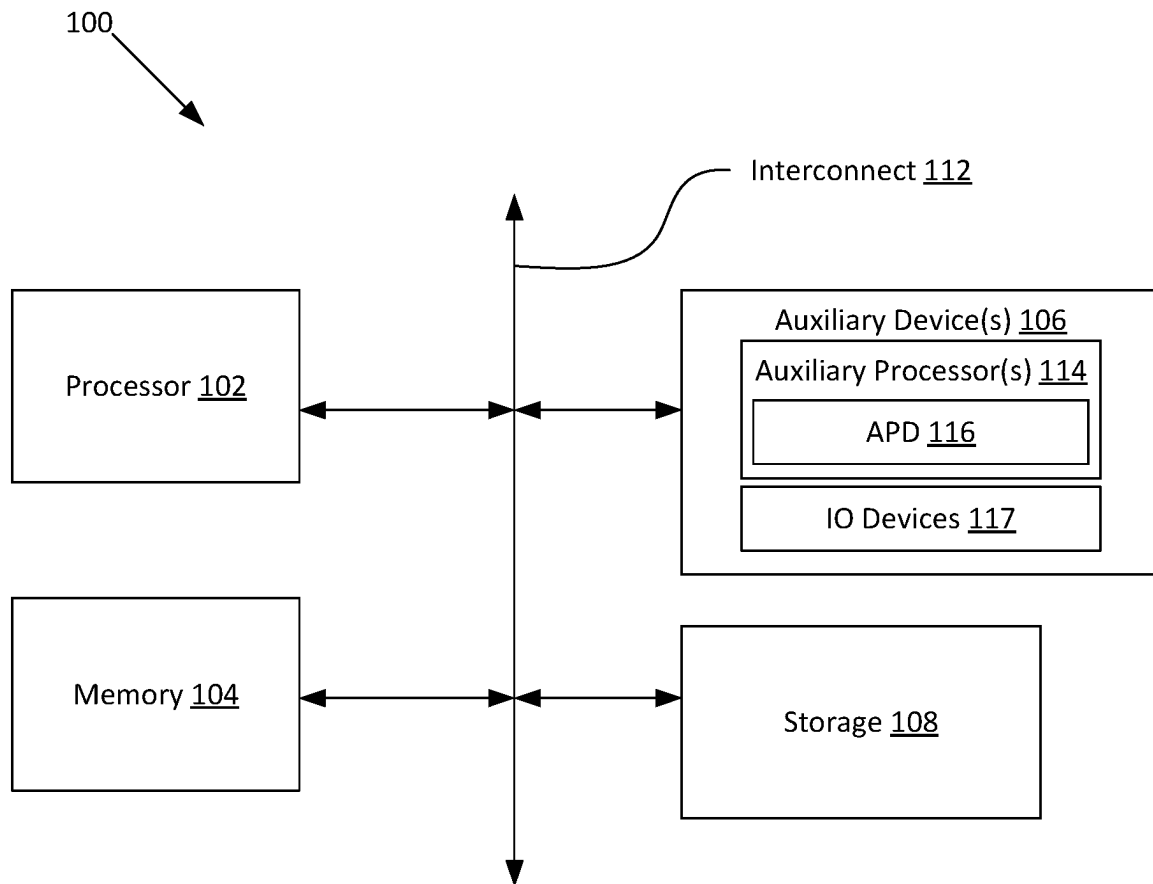 100
Interconnect 112
Processor 102
Auxiliary Device(s) 106
Auxiliary Processor(s) 114
APD 116
IO Devices 117
Memory 104
Storage 108